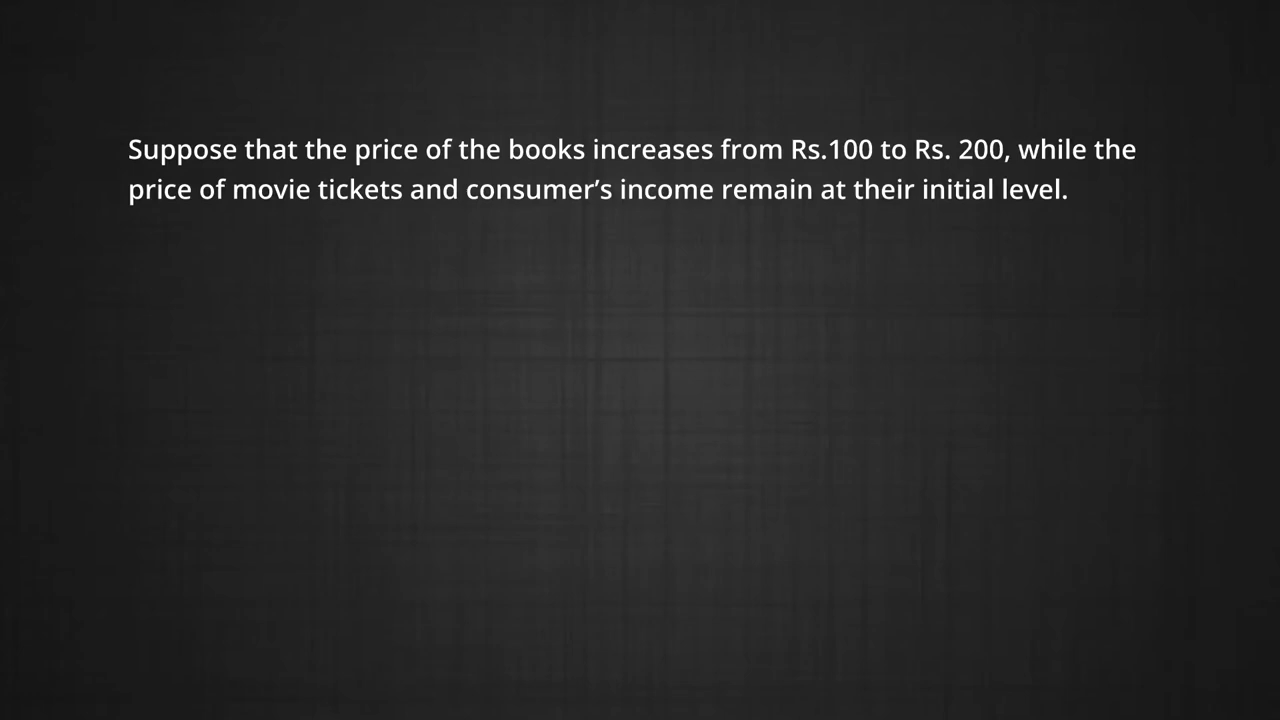 Suppose that the price of the books increases from Rs.100 to Rs. 200, while the
price of movie tickets and consumer’s income remain at their initial level.